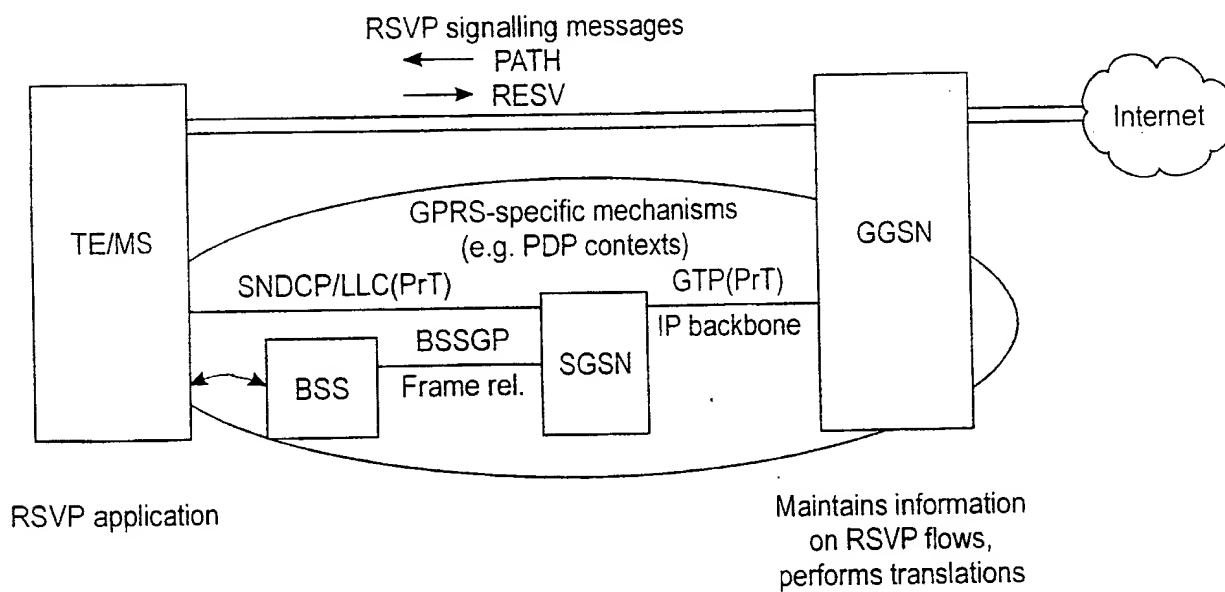 RSVP signalling messages
PATH
RESV
Internet
TE/MS
GPRS-specific mechanisms
(e.g. PDP contexts)
GGSN
SNDCP/LLC(PrT)
GTP(PrT)
IP backbone
BSSGP
SGSN
BSS
Frame rel.
RSVP application
Maintains information
on RSVP flows,
performs translations